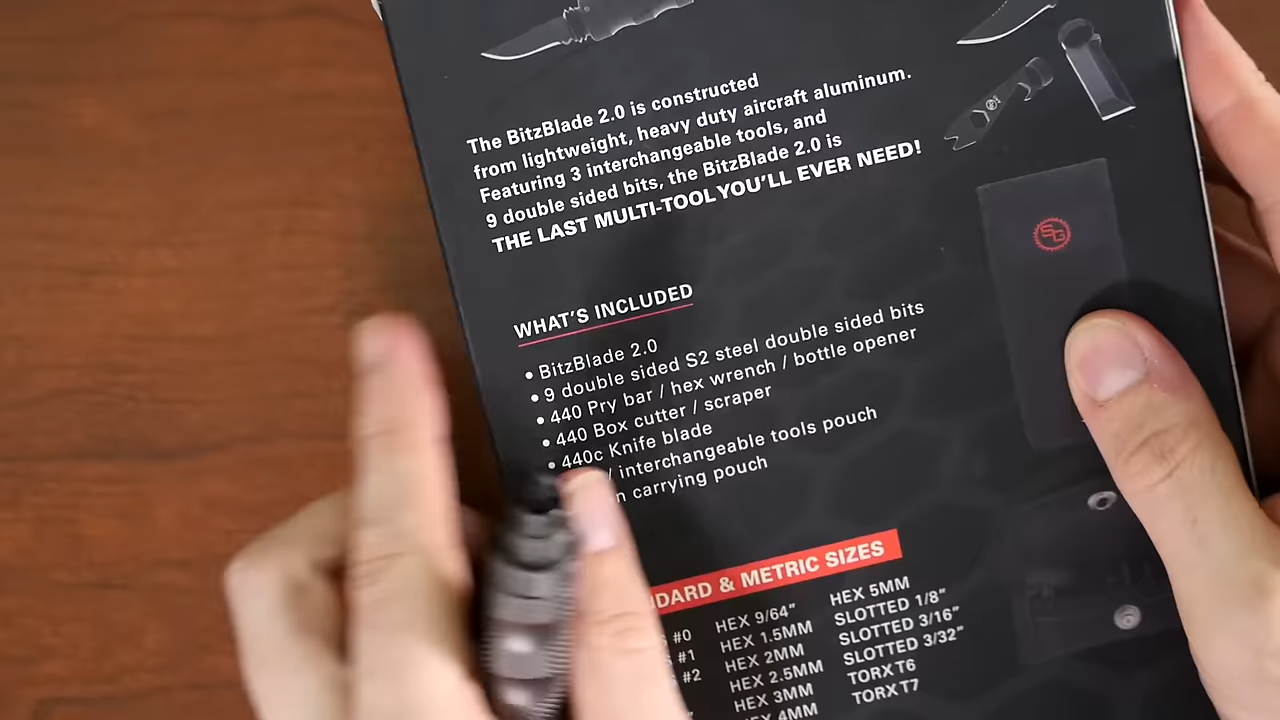 The BitzBlade 2.0 is constructed
from lightweight, heavy duty aircraft aluminum.
Featuring 3 interchangeable tools, and
9 double sided bits, the BitzBlade 2.0 is
THE LAST MULTI-TOOL YOU'LL EVER NEED!
WHAT'S INCLUDED
• BitzBlade 2.0
• 9 double sided S2 steel double sided bits
• 440 Pry bar / hex wrench / bottle opener
• 440 Box cutter / scraper
• 440c Knife blade
/ interchangeable tools pouch
carrying pouch
& METRIC SIZES
#0 HEX 9/64" HEX 5MM
#1 HEX 1.5MM SLOTTED 1/8"
#2 HEX 2MM SLOTTED 3/16"
HEX 2.5MM SLOTTED 3/32"
HEX 3MM TORX T6
HEX 4MM TORX T7
SG